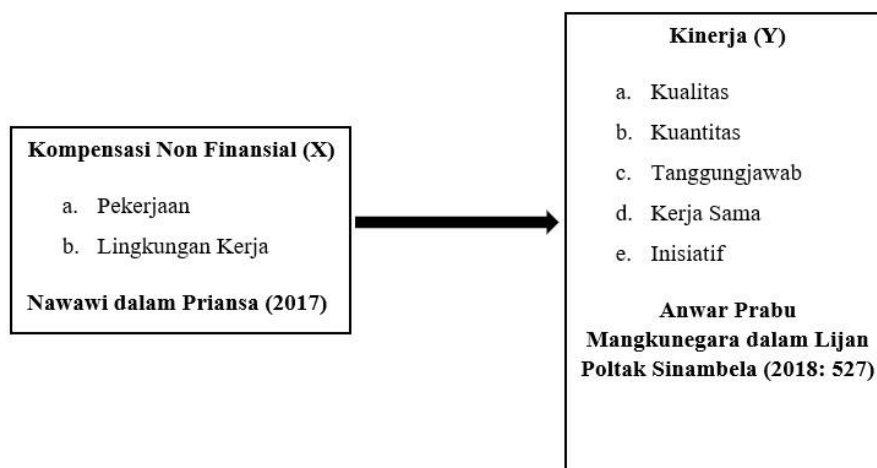 Kompensasi Non Finansial (X)
a. Pekerjaan
b. Lingkungan Kerja
Nawawi dalam Priansa (2017)
Kinerja (Y)
a. Kualitas
b. Kuantitas
c. Tanggungjawab
d. Kerja Sama
e. Inisiatif
Anwar Prabu
Mangkunegara dalam Lijan
Poltak Sinambela (2018: 527)